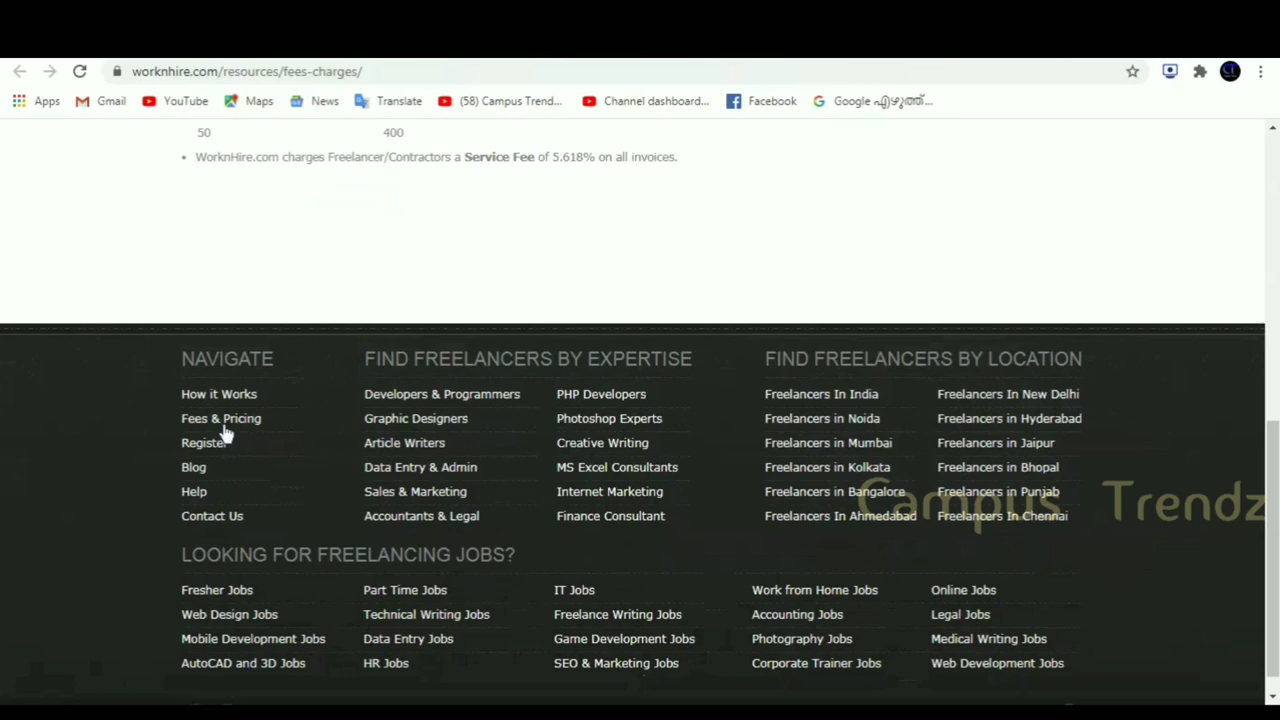 worknhire.com/resources/fees-charges/
Apps Gmail YouTube Maps News Translate (58) Campus Trend... Channel dashboard... Facebook Google എഴുത്ത്...
50 400
• WorknHire.com charges Freelancer/Contractors a Service Fee of 5.618% on all invoices.
NAVIGATE
How it Works
Fees & Pricing
Register
Blog
Help
Contact Us
FIND FREELANCERS BY EXPERTISE
Developers & Programmers PHP Developers
Graphic Designers Photoshop Experts
Article Writers Creative Writing
Data Entry & Admin MS Excel Consultants
Sales & Marketing Internet Marketing
Accountants & Legal Finance Consultant
FIND FREELANCERS BY LOCATION
Freelancers In India Freelancers In New Delhi
Freelancers in Noida Freelancers in Hyderabad
Freelancers in Mumbai Freelancers in Jaipur
Freelancers in Kolkata Freelancers in Bhopal
Freelancers in Bangalore Freelancers in Punjab
Freelancers In Ahmedabad Freelancers In Chennai
Campus Trendz
LOOKING FOR FREELANCING JOBS?
Fresher Jobs Part Time Jobs IT Jobs Work from Home Jobs Online Jobs
Web Design Jobs Technical Writing Jobs Freelance Writing Jobs Accounting Jobs Legal Jobs
Mobile Development Jobs Data Entry Jobs Game Development Jobs Photography Jobs Medical Writing Jobs
AutoCAD and 3D Jobs HR Jobs SEO & Marketing Jobs Corporate Trainer Jobs Web Development Jobs